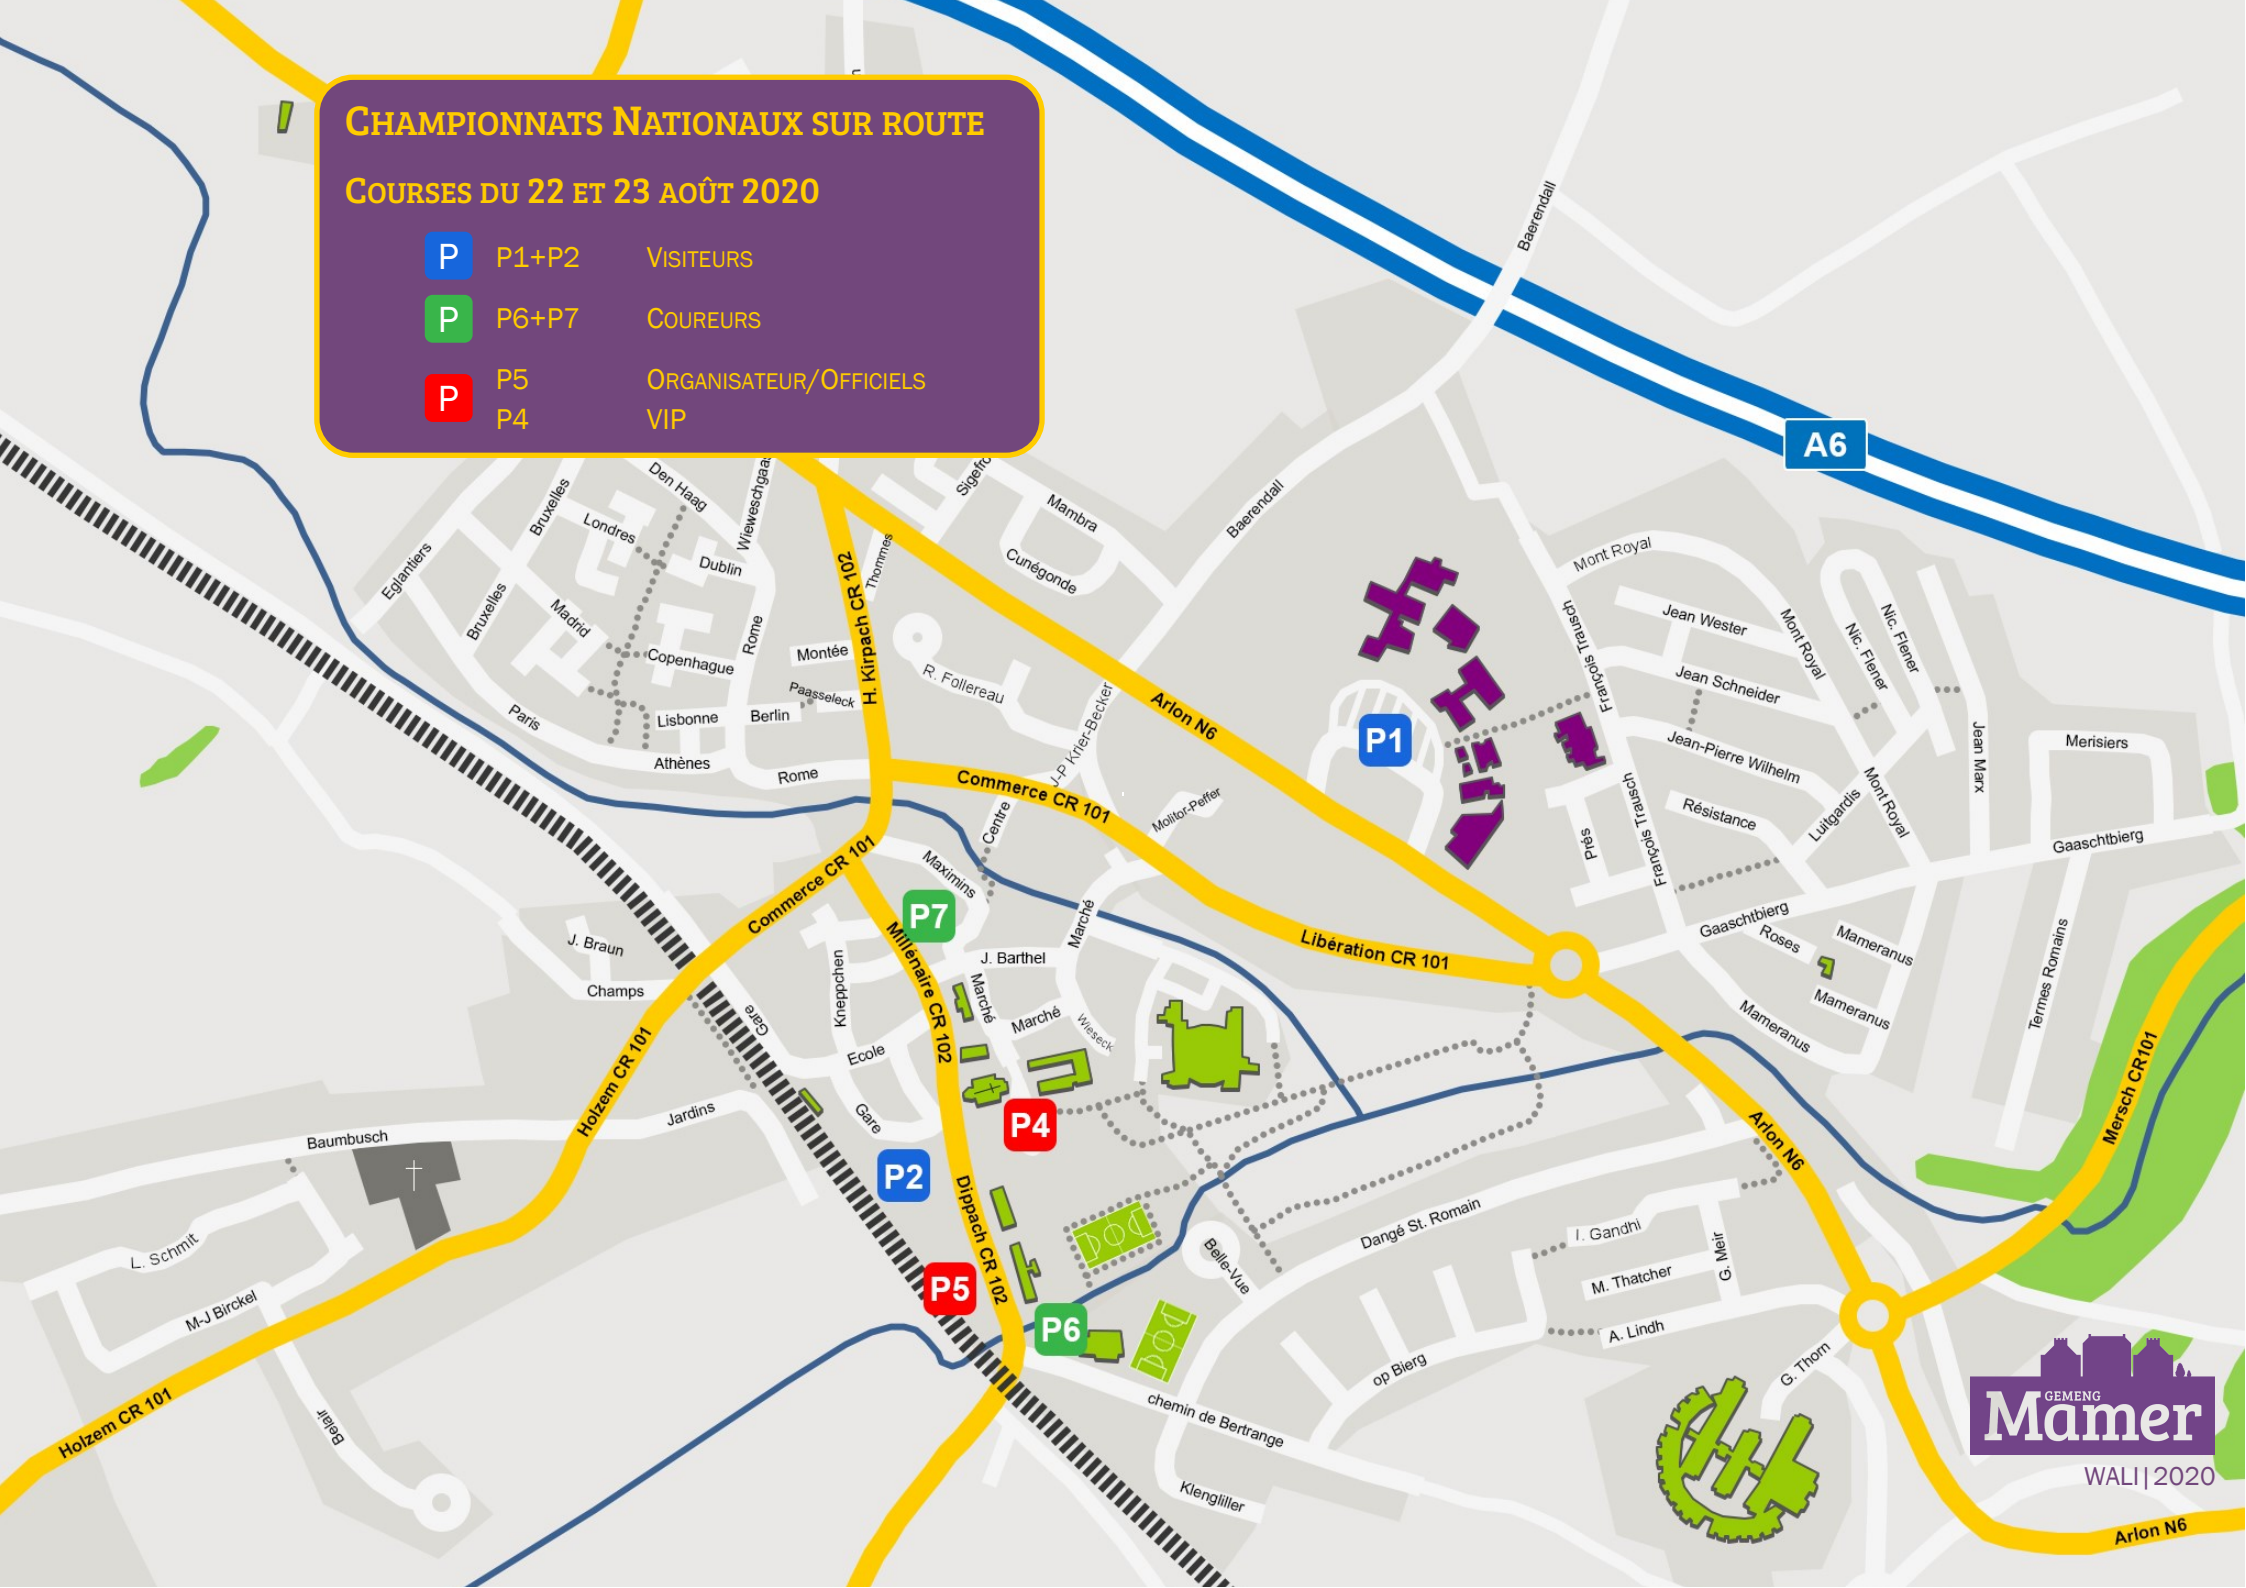 Championnats Nationaux sur route
Courses du 22 et 23 août 2020
P P1+P2 Visiteurs
P P6+P7 Coureurs
P P5 Organisateur/Officiels
P4 VIP
Baerendall
A6
Den Haag
Wieweschgaas
Bruxelles
Londres
Mambra
Baerendall
Eglantiers
Dublin
H. Kirpach CR 102
Thommes
Cunégonde
Mont Royal
Bruxelles
Madrid
Rome
Copenhague
Montée
Paasseleck
R. Follereau
François Trausch
Jean Wester
Mont Royal
Nic. Flener
Nic. Flener
Jean Schneider
Paris
Lisbonne
Berlin
J-P Krier-Becker
Arlon N6
P1
Jean-Pierre Wilhelm
Jean Marx
Merisiers
Athènes
Rome
Commerce CR 101
Molitor-Peffer
Centre
François Trausch
Prés
Résistance
Luitgardis
Mont Royal
Gaaschtbierg
Commerce CR 101
Maximins
P7
Marché
Millénaire CR 102
J. Barthel
Libération CR 101
Gaaschtbierg
Roses
Mameranus
J. Braun
Champs
Kneppchen
Marché
Marché
Wieseck
Gare
Ecole
Mameranus
Mameranus
Termes Romains
Holzem CR 101
Mersch CR101
Jardins
Baumbusch
Gare
P4
Arlon N6
P2
Dippach CR 102
Dangé St. Romain
I. Gandhi
G. Meir
L. Schmit
Belle-Vue
M. Thatcher
P5
M-J Birckel
P6
A. Lindh
op Bierg
G. Thorn
Holzem CR 101
Belair
chemin de Bertrange
Klengliller
Gemeng
Mamer
WALI|2020
Arlon N6